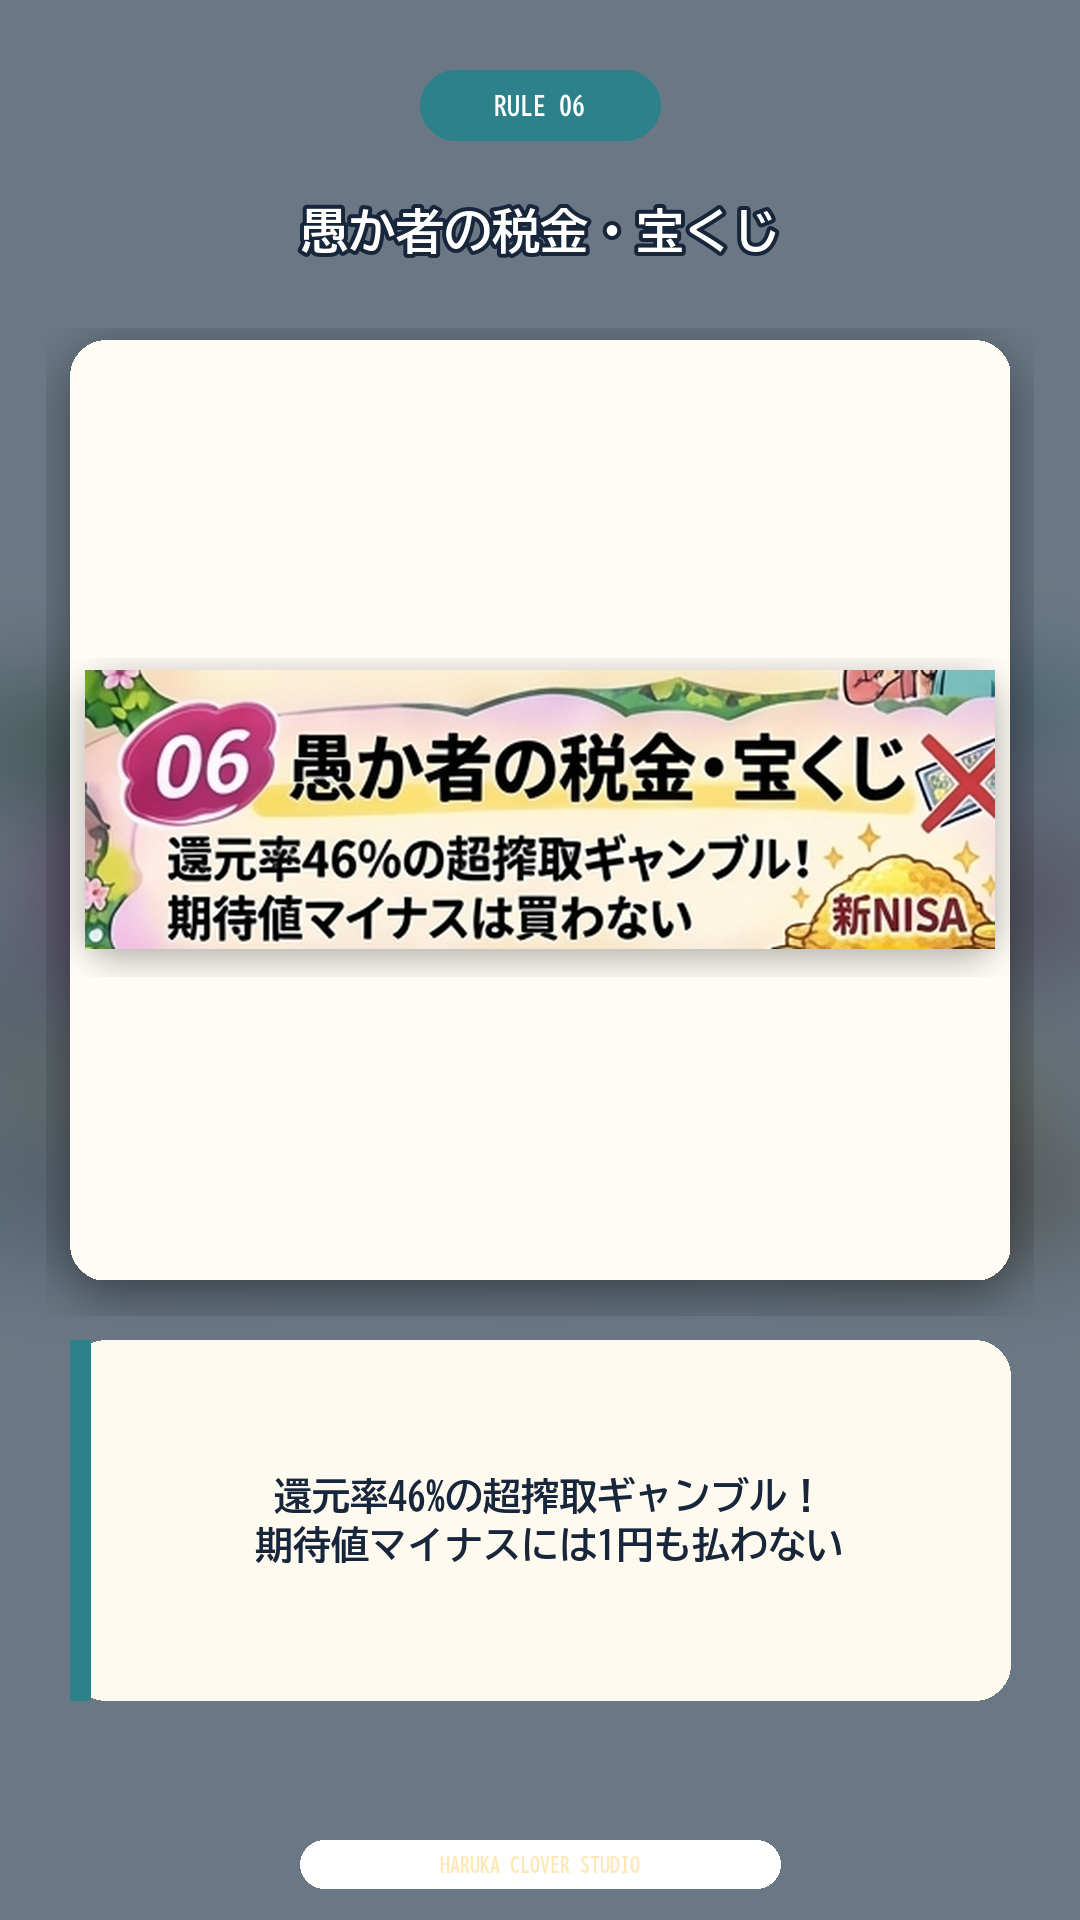 RULE 06
愚か者の税金・宝くじ
06 愚か者の税金・宝くじ
還元率46%の超搾取ギャンブル!
期待値マイナスは買わない
新NISA
還元率46%の超搾取ギャンブル！
期待値マイナスには1円も払わない
HARUKA CLOVER STUDIO